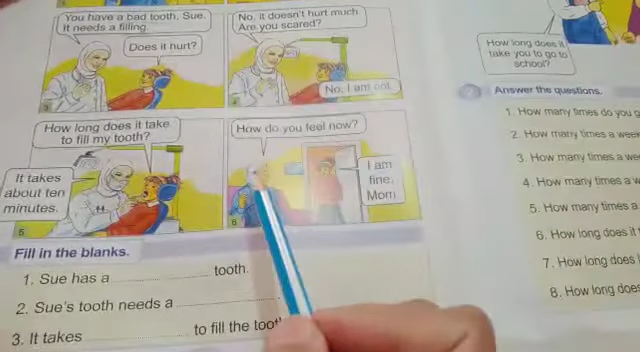 You have a bad tooth, Sue.
It needs a filling.
Does it hurt?
3
No, it doesn't hurt much.
Are you scared?
No, I am not.
4
How long does it take
to fill my tooth?
It takes
about ten
minutes.
5
How do you feel now?
I am
fine,
Mom.
6
Fill in the blanks.
1. Sue has a tooth.
2. Sue's tooth needs a
3. It takes to fill the
How long does it
take you to go to
school?
2
Answer the questions.
1. How many times do you
2. How many times a
3. How many times a
4. How many times a
5. How many times a
6. How long does it
7. How long does
8. How long